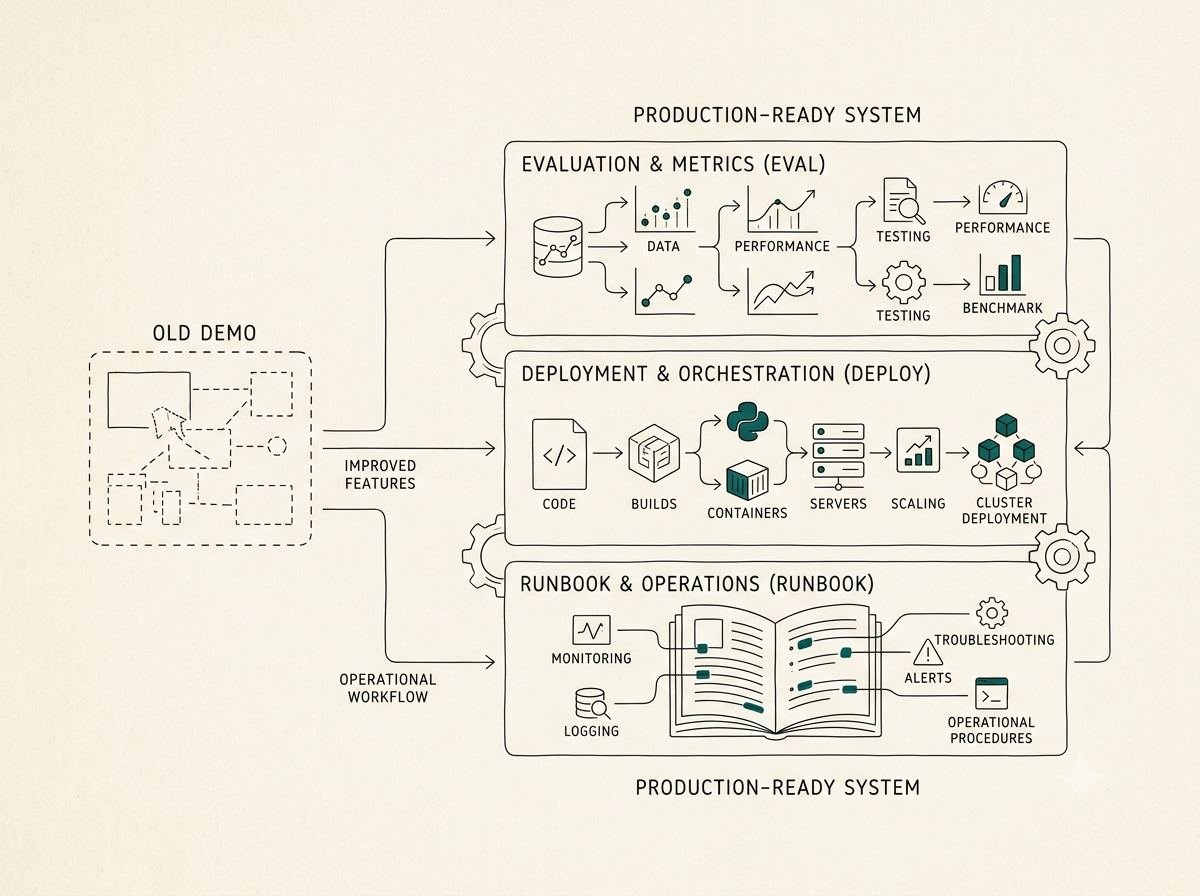 PRODUCTION-READY SYSTEM
EVALUATION & METRICS (EVAL)
DATA
PERFORMANCE
TESTING
PERFORMANCE
TESTING
BENCHMARK
OLD DEMO
IMPROVED
FEATURES
OPERATIONAL
WORKFLOW
DEPLOYMENT & ORCHESTRATION (DEPLOY)
</>
CODE
BUILDS
CONTAINERS
SERVERS
SCALING
CLUSTER
DEPLOYMENT
RUNBOOK & OPERATIONS (RUNBOOK)
MONITORING
LOGGING
TROUBLESHOOTING
ALERTS
>_
OPERATIONAL
PROCEDURES
PRODUCTION-READY SYSTEM